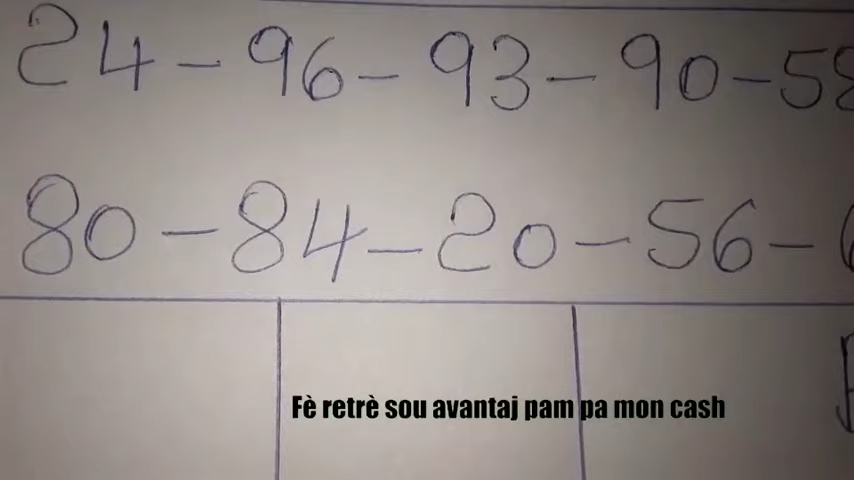 24 - 96 - 93 - 90 - 58
80 - 84 - 20 - 56 -
Fè retrè sou avantaj pam pa mon cash